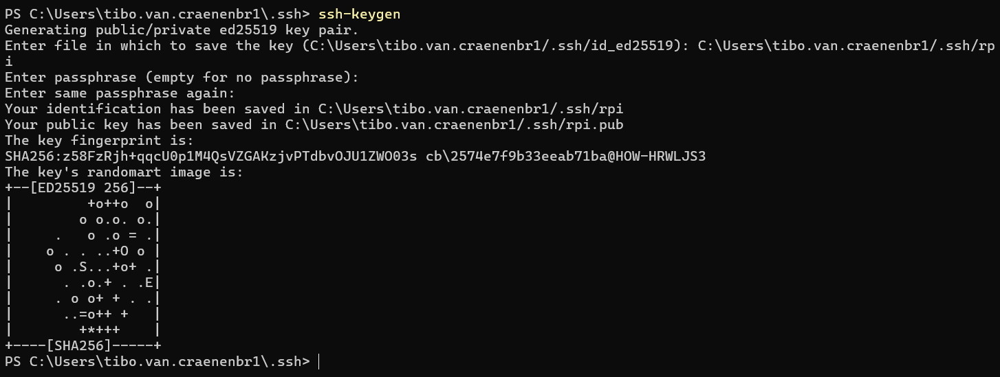 PS C:\Users\tibo.van.craenenbr1\.ssh> ssh-keygen
Generating public/private ed25519 key pair.
Enter file in which to save the key (C:\Users\tibo.van.craenenbr1/.ssh/id_ed25519): C:\Users\tibo.van.craenenbr1/.ssh/rp
i
Enter passphrase (empty for no passphrase):
Enter same passphrase again:
Your identification has been saved in C:\Users\tibo.van.craenenbr1/.ssh/rpi
Your public key has been saved in C:\Users\tibo.van.craenenbr1/.ssh/rpi.pub
The key fingerprint is:
SHA256:z58FzRjh+qqcU0p1M4QsVZGAKzjvPTdbvOJU1ZWO03s cb\2574e7f9b33eeab71ba@HOW-HRWLJS3
The key's randomart image is:
+--[ED25519 256]--+
|         +o++o  o|
|        o o.o. o.|
|     .   o .o = .|
|    o . . ..+O o |
|     o .S...+o+ .|
|      . .o.+ . .E|
|     . o o+ + . .|
|      ..=o++ +   |
|        +*+++    |
+----[SHA256]-----+
PS C:\Users\tibo.van.craenenbr1\.ssh>